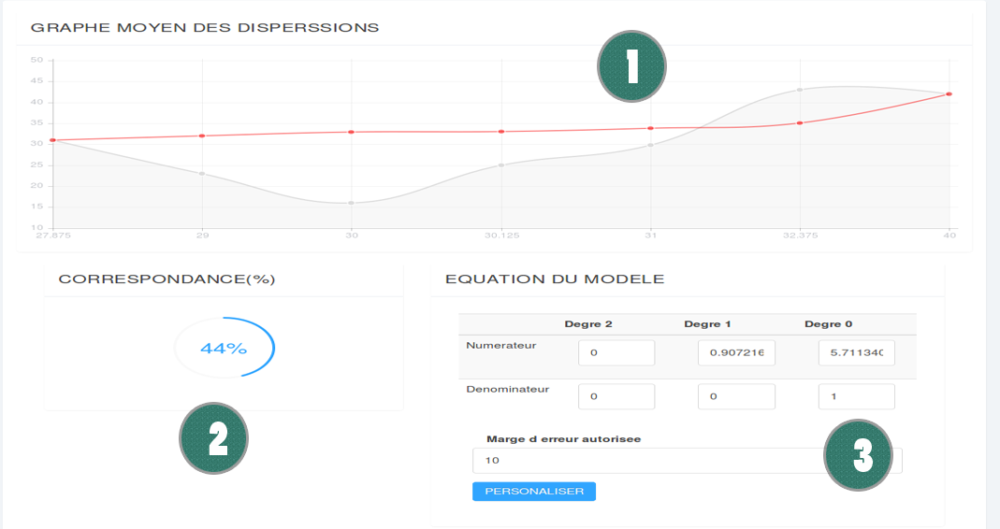 GRAPHE MOYEN DES DISPERSSIONS
1
50
45
40
35
30
25
20
15
10
27.875 29 30 30.125 31 32.375 40
CORRESPONDANCE(%)
44%
2
EQUATION DU MODELE
Degre 2 Degre 1 Degre 0
Numerateur 0 0.907216 5.711340
Denominateur 0 0 1
Marge d erreur autorisee
10
3
PERSONALISER